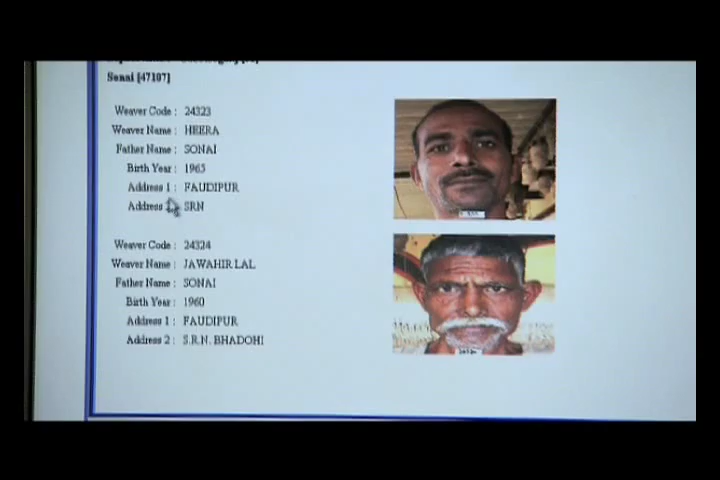 Sonai [47107]
Weaver Code : 24323
Weaver Name : HEERA
Father Name : SONAI
Birth Year : 1965
Address 1 : FAUDIPUR
Address : SRN
Weaver Code : 24324
Weaver Name : JAWAHIR LAL
Father Name : SONAI
Birth Year : 1960
Address 1 : FAUDIPUR
Address 2 : S.R.N. BHADOHI